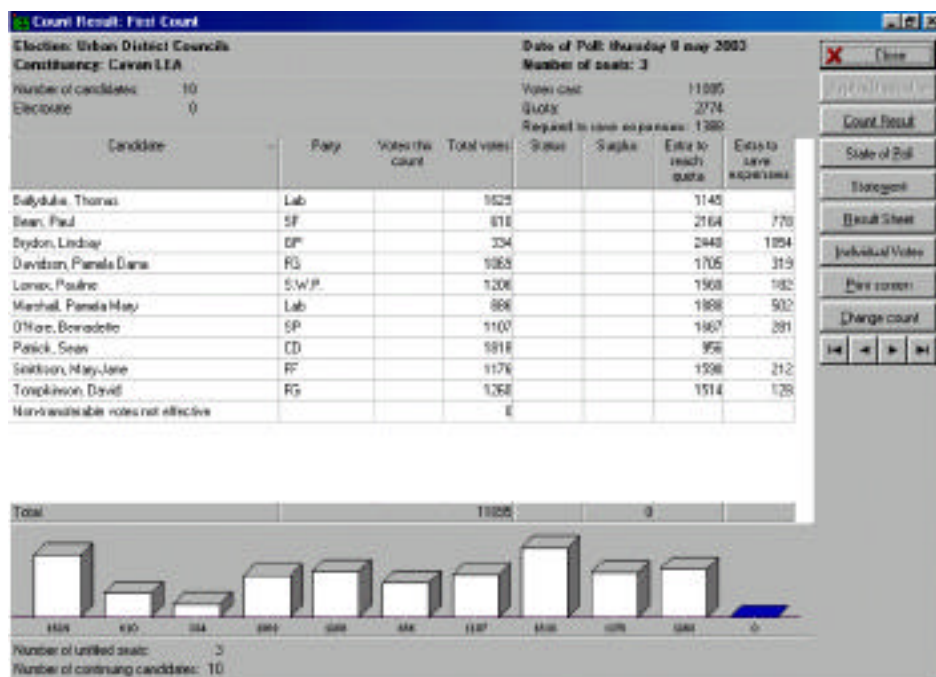 Count Result: First Count
Election: Urban District Councils
Constituency: Cavan LEA
Date of Poll: thursday 8 may 2003
Number of seats: 3
Number of candidates: 10
Electorate 0
Votes cast: 11095
Quota: 2774
Required to save expenses: 1388
Candidate Party Votes this count Total votes Status Surplus Extra to reach quota Extra to save expenses
Ballyduke, Thomas Lab 1629 1145
Bean, Paul SF 610 2164 778
Brydon, Lindsay GP 334 2440 1054
Davidson, Pamela Dama FG 1069 1705 319
Lomax, Pauline S.W.P. 1206 1568 182
Marshall, Pamela Mary Lab 886 1888 502
O'Hare, Bernadette SP 1107 1667 281
Patrick, Sean CD 1818 956
Smithson, Mary-Jane FF 1176 1598 212
Tompkinson, David FG 1260 1514 128
Non-transferable votes not effective 0
Total 11095 0
1629 610 334 1069 1206 886 1107 1818 1176 1260 0
Number of unfilled seats: 3
Number of continuing candidates: 10
Close
Count Result
State of Poll
Statement
Result Sheet
Individual Votes
Print screen
Change count